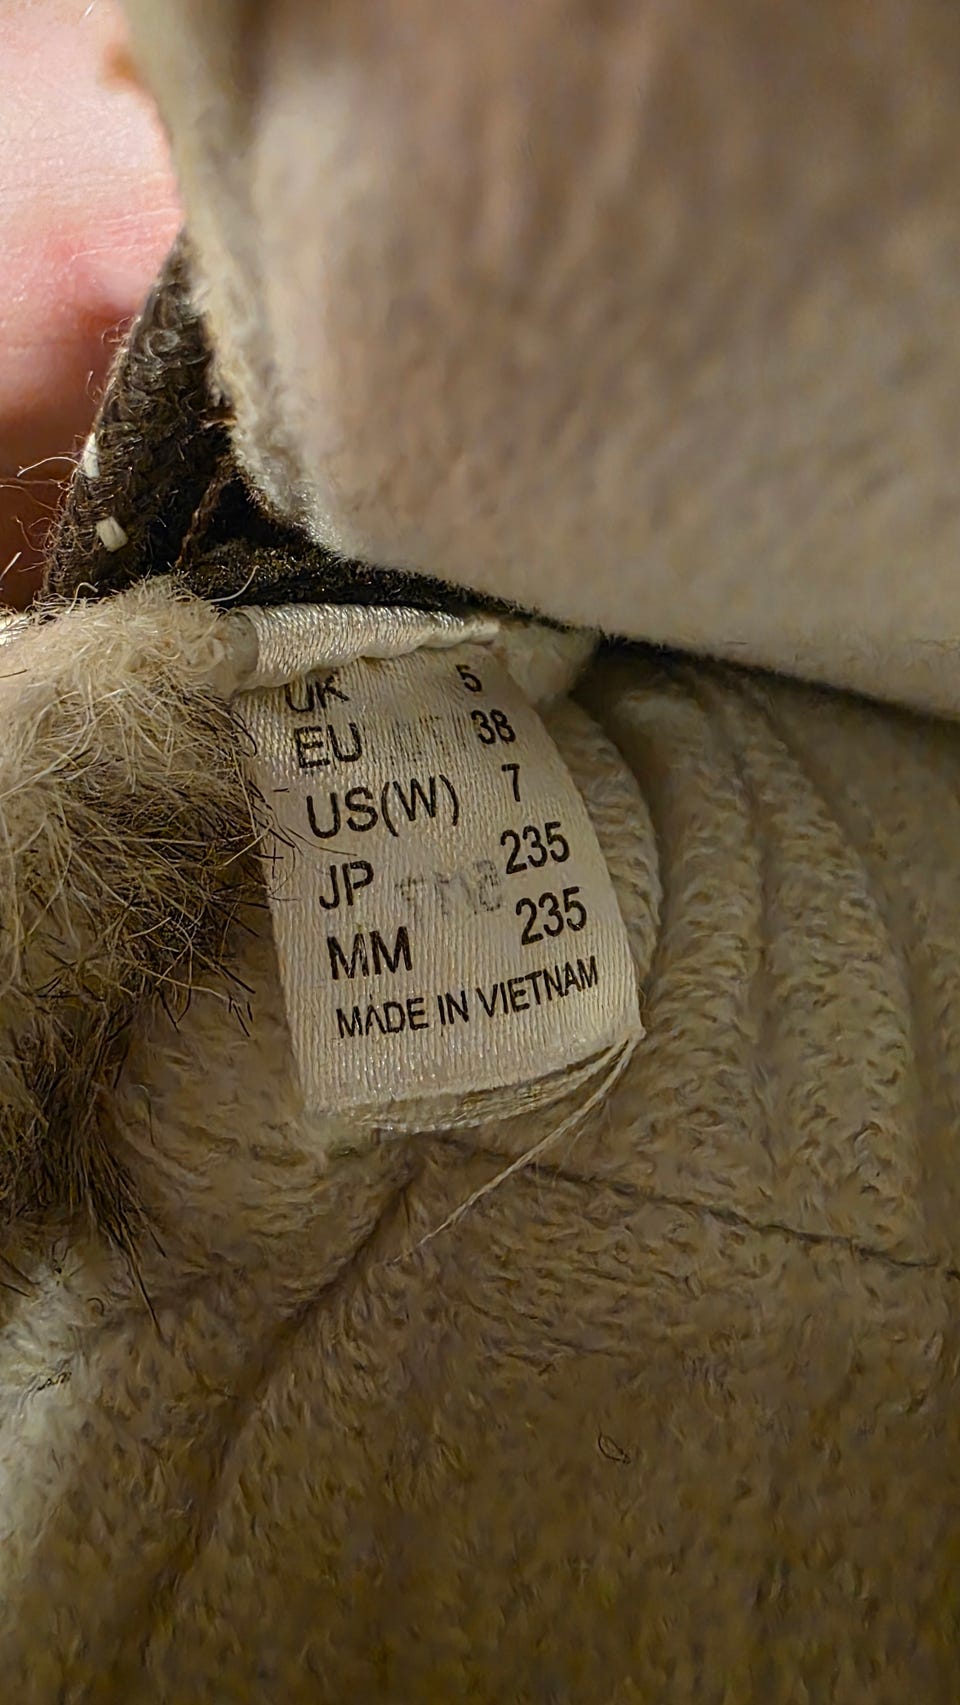 UK 5
EU 38
US(W) 7
JP 235
MM 235
MADE IN VIETNAM